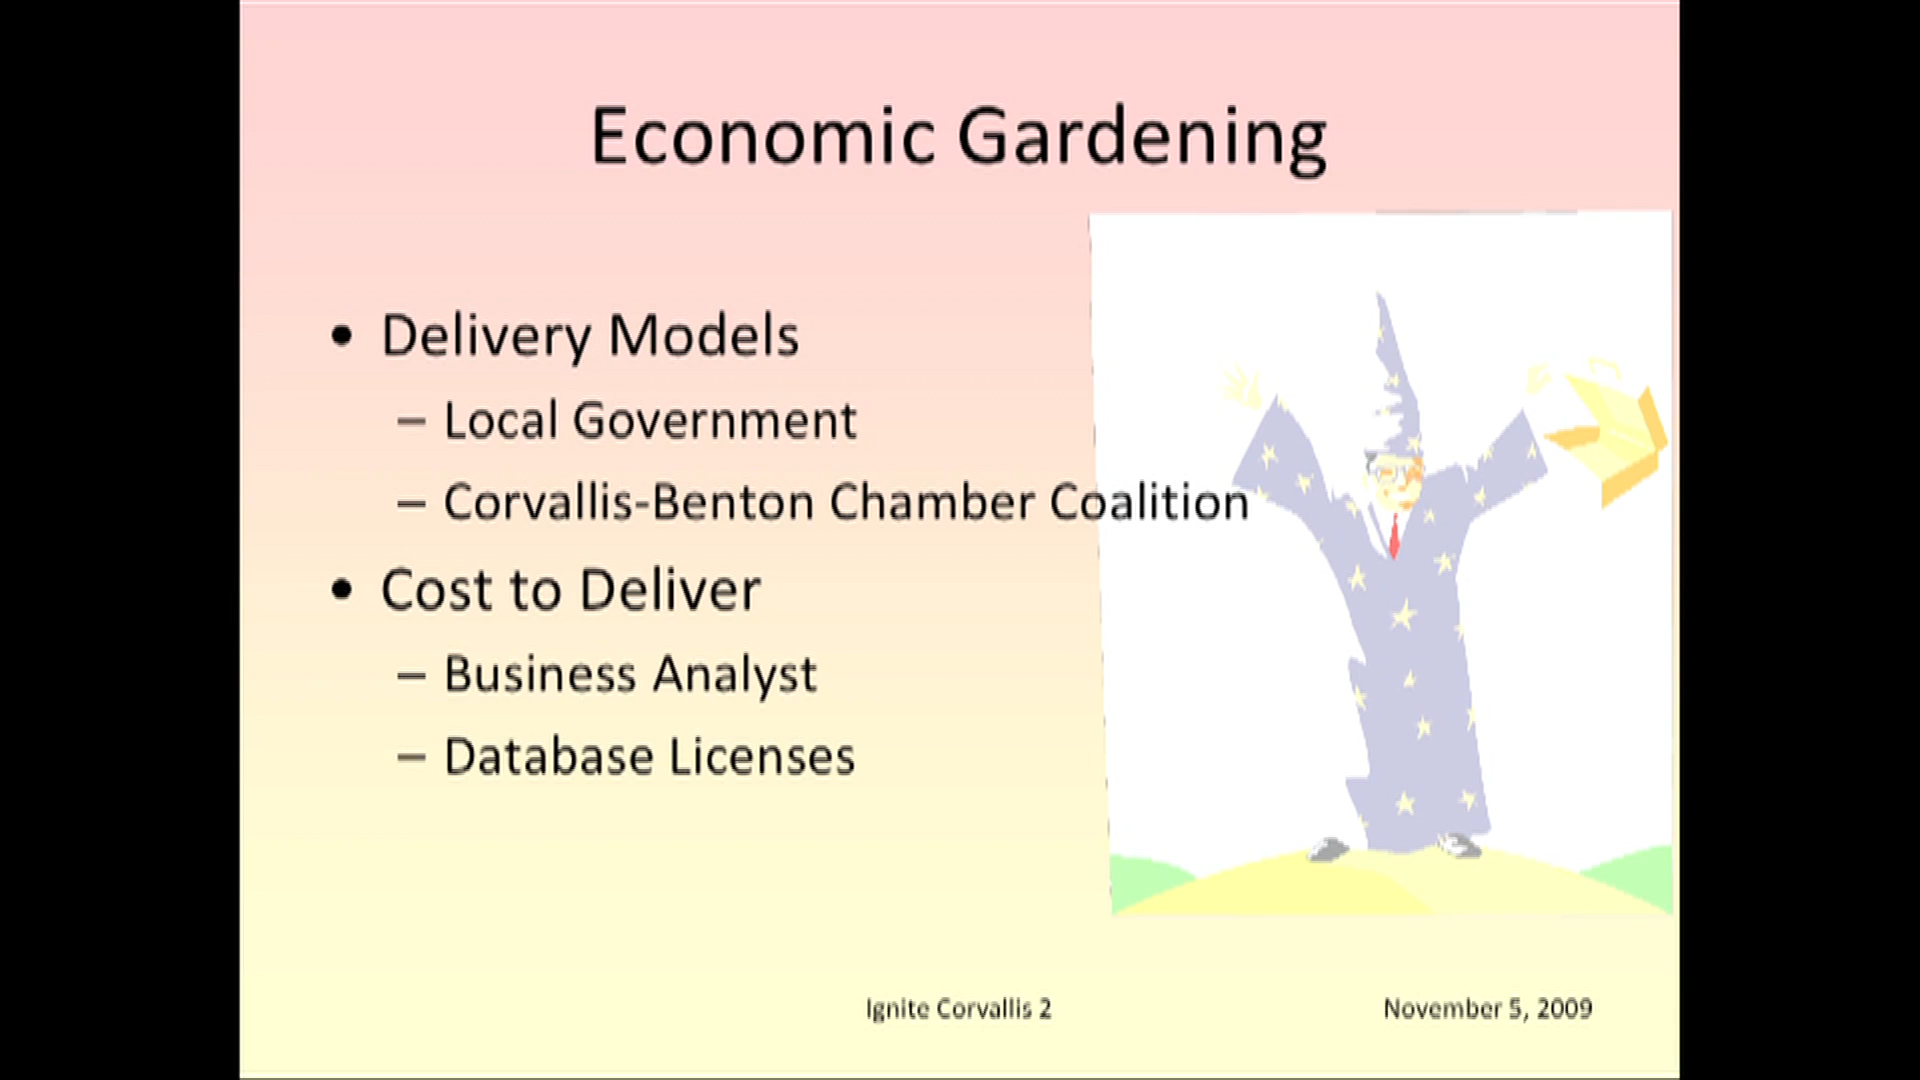 Economic Gardening
• Delivery Models
– Local Government
– Corvallis-Benton Chamber Coalition
• Cost to Deliver
– Business Analyst
– Database Licenses
Ignite Corvallis 2
November 5, 2009